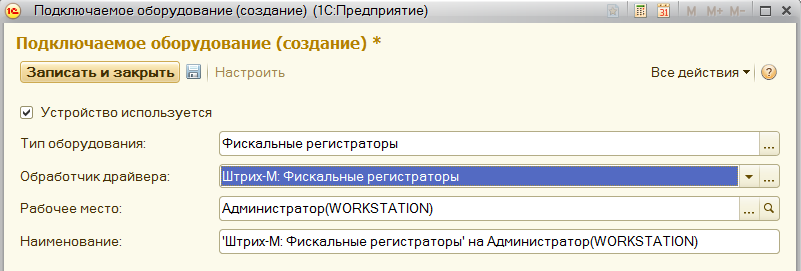 Подключаемое оборудование (создание) (1С:Предприятие)
M M+ M-
Подключаемое оборудование (создание) *
Записать и закрыть Настроить Все действия
Устройство используется
Тип оборудования: Фискальные регистраторы ...
Обработчик драйвера: Штрих-М: Фискальные регистраторы ...
Рабочее место: Администратор(WORKSTATION) ...
Наименование: 'Штрих-М: Фискальные регистраторы' на Администратор(WORKSTATION)